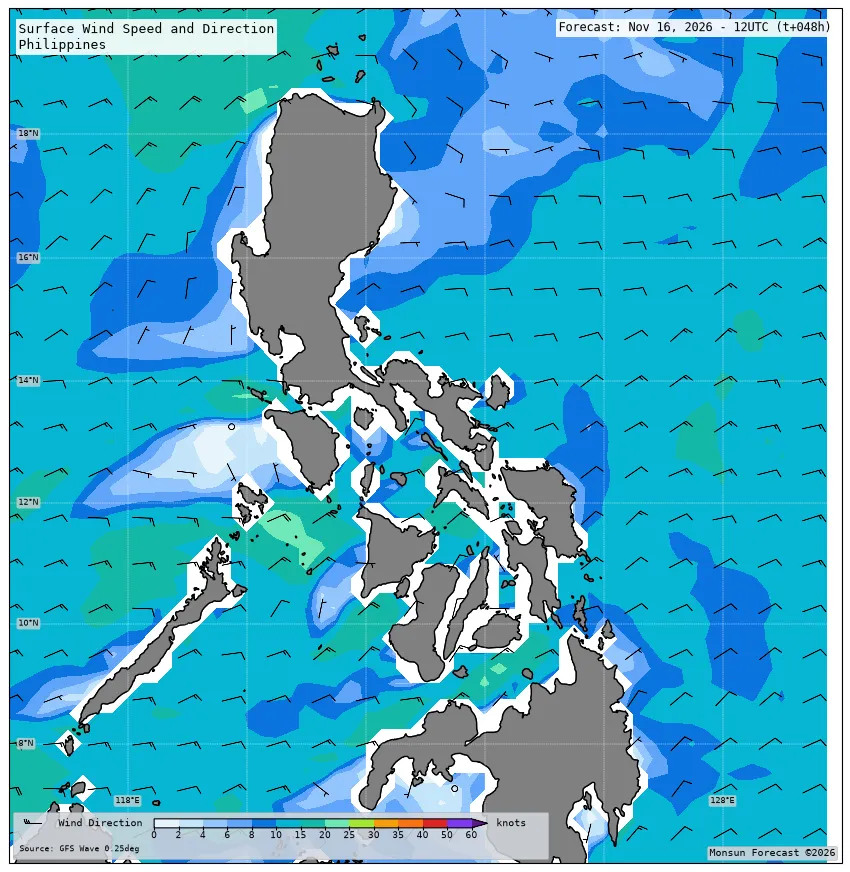 Surface Wind Speed and Direction
Philippines
Forecast: Nov 16, 2026 - 12UTC (t+048h)
18°N
16°N
14°N
12°N
10°N
8°N
118°E
128°E
Wind Direction
0 2 4 6 8 10 15 20 25 30 35 40 50 60 knots
Source: GFS Wave 0.25deg
Monsun Forecast ©2026